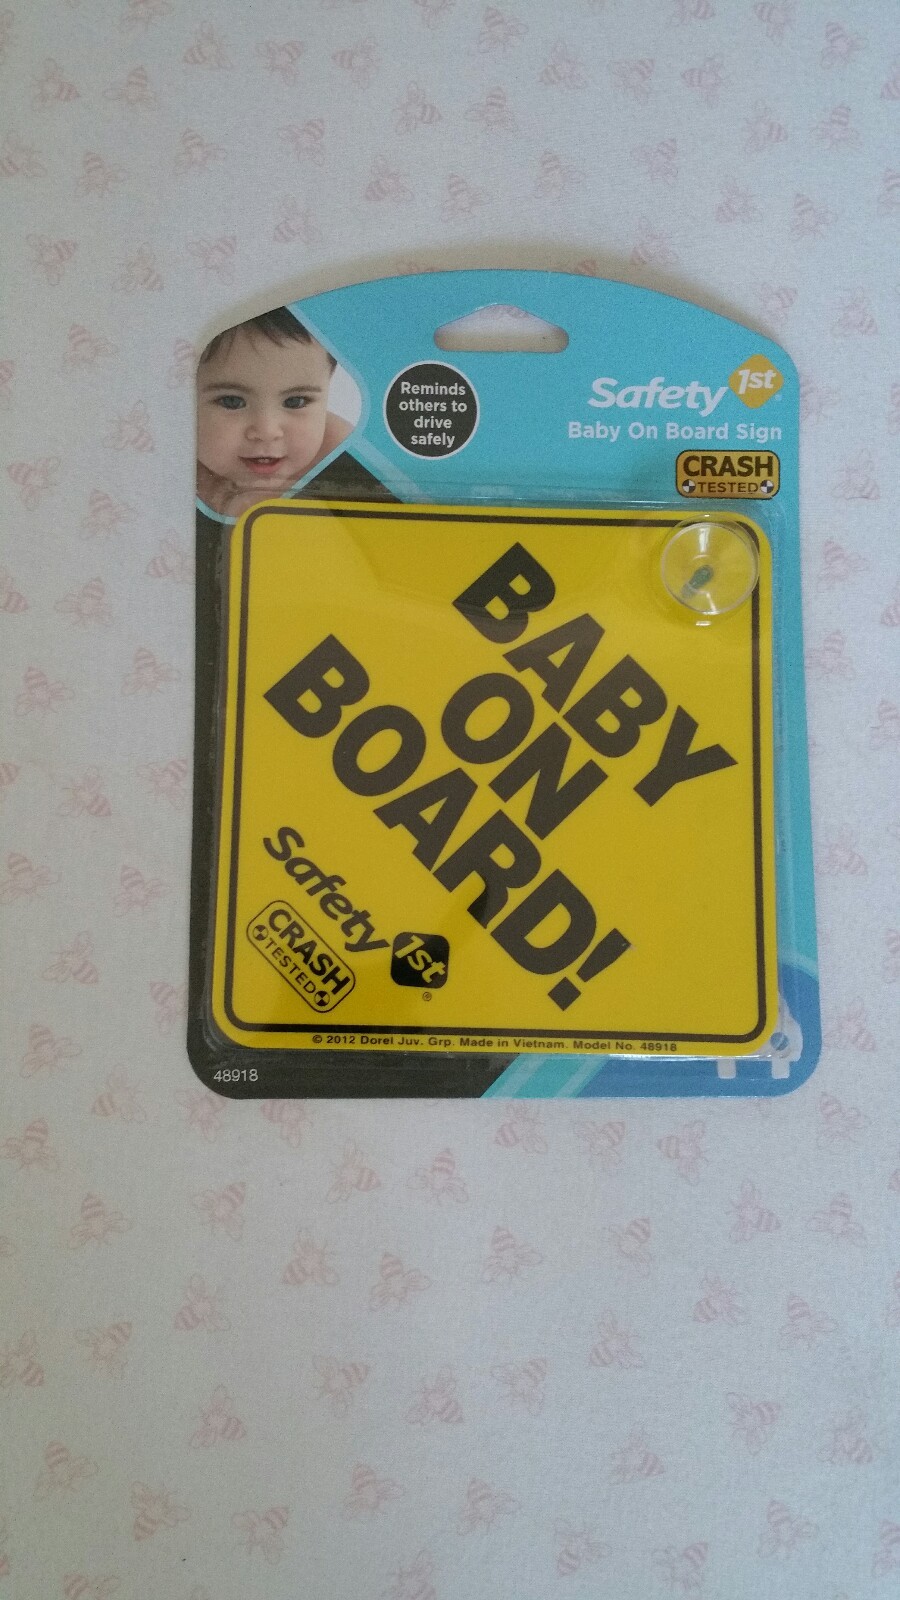 Reminds
others to
drive
safely
Safety 1st®
Baby On Board Sign
CRASH
TESTED
BABY
ON
BOARD!
Safety 1st®
CRASH
TESTED
© 2012 Dorel Juv. Grp. Made in Vietnam. Model No. 48918
48918